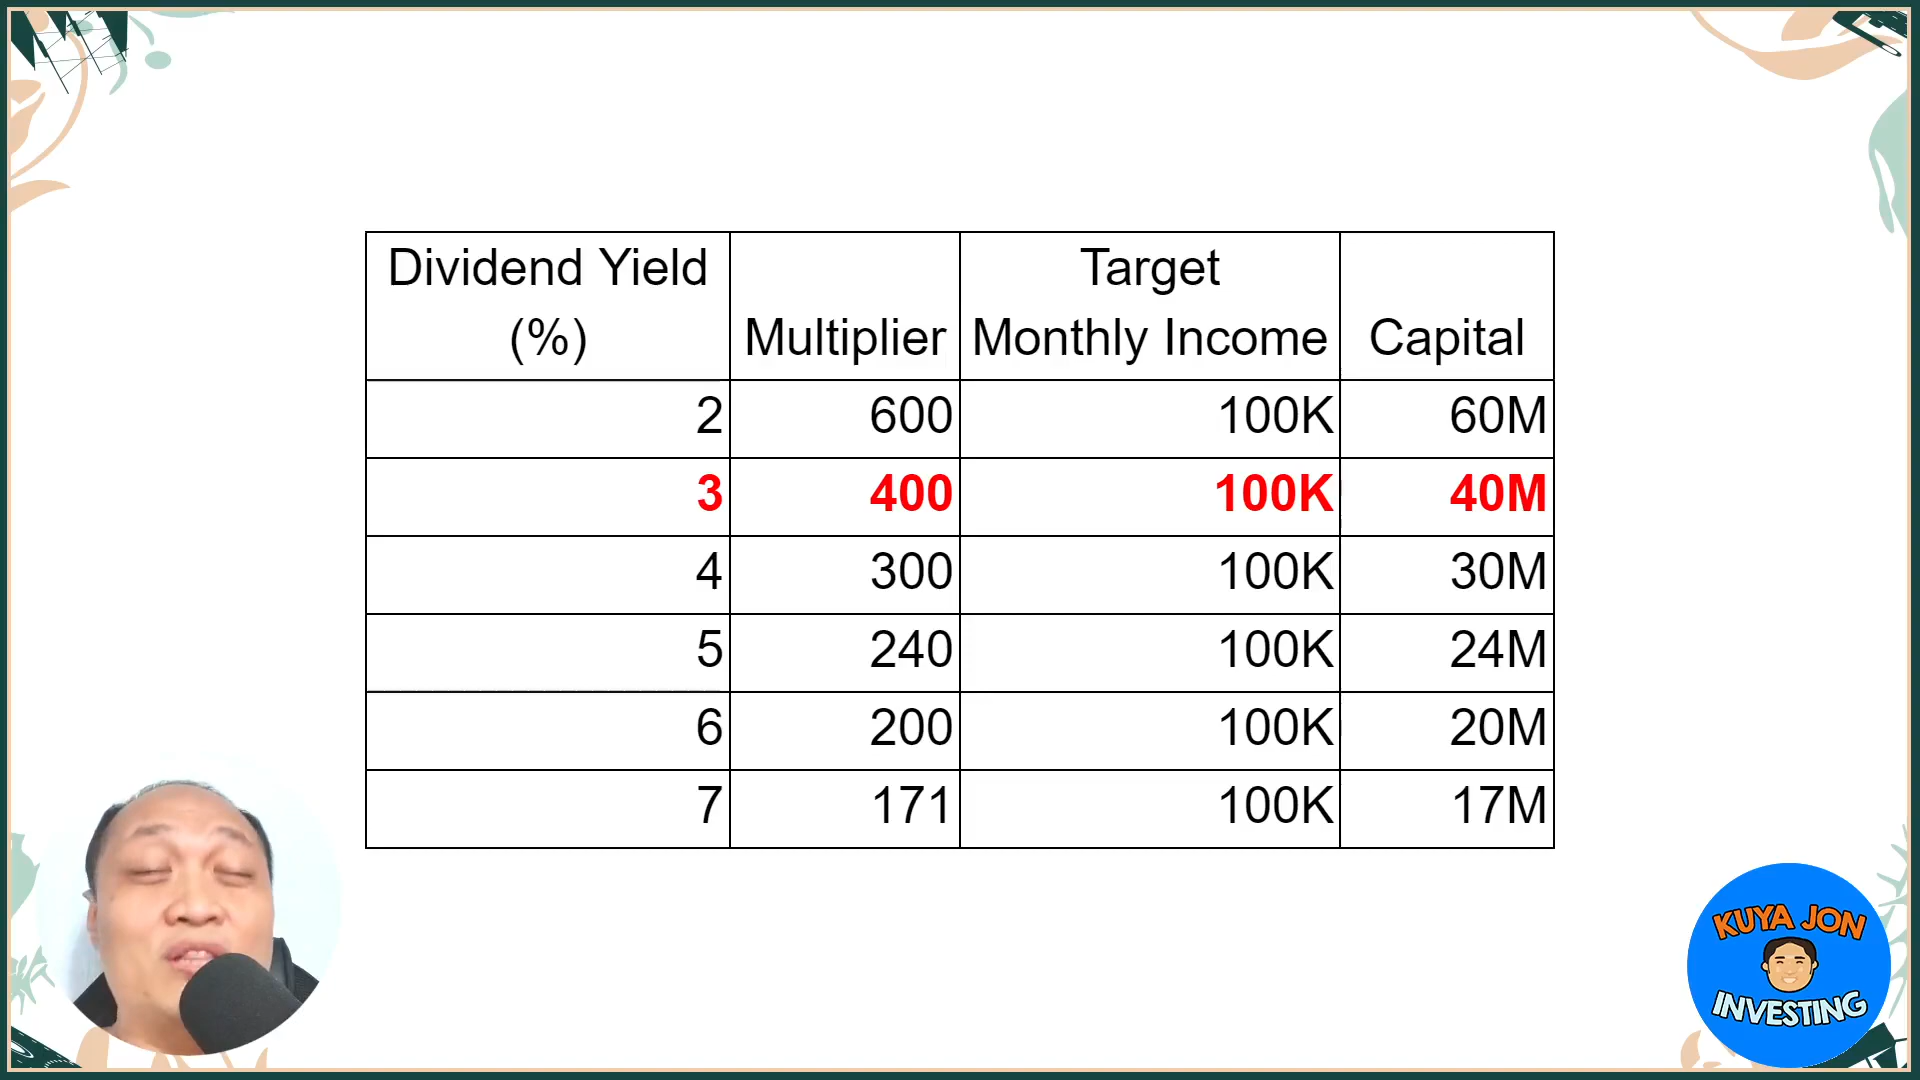 Dividend Yield
(%)
Multiplier
Target
Monthly Income
Capital
2 600 100K 60M
3 400 100K 40M
4 300 100K 30M
5 240 100K 24M
6 200 100K 20M
7 171 100K 17M
KUYA JON
INVESTING